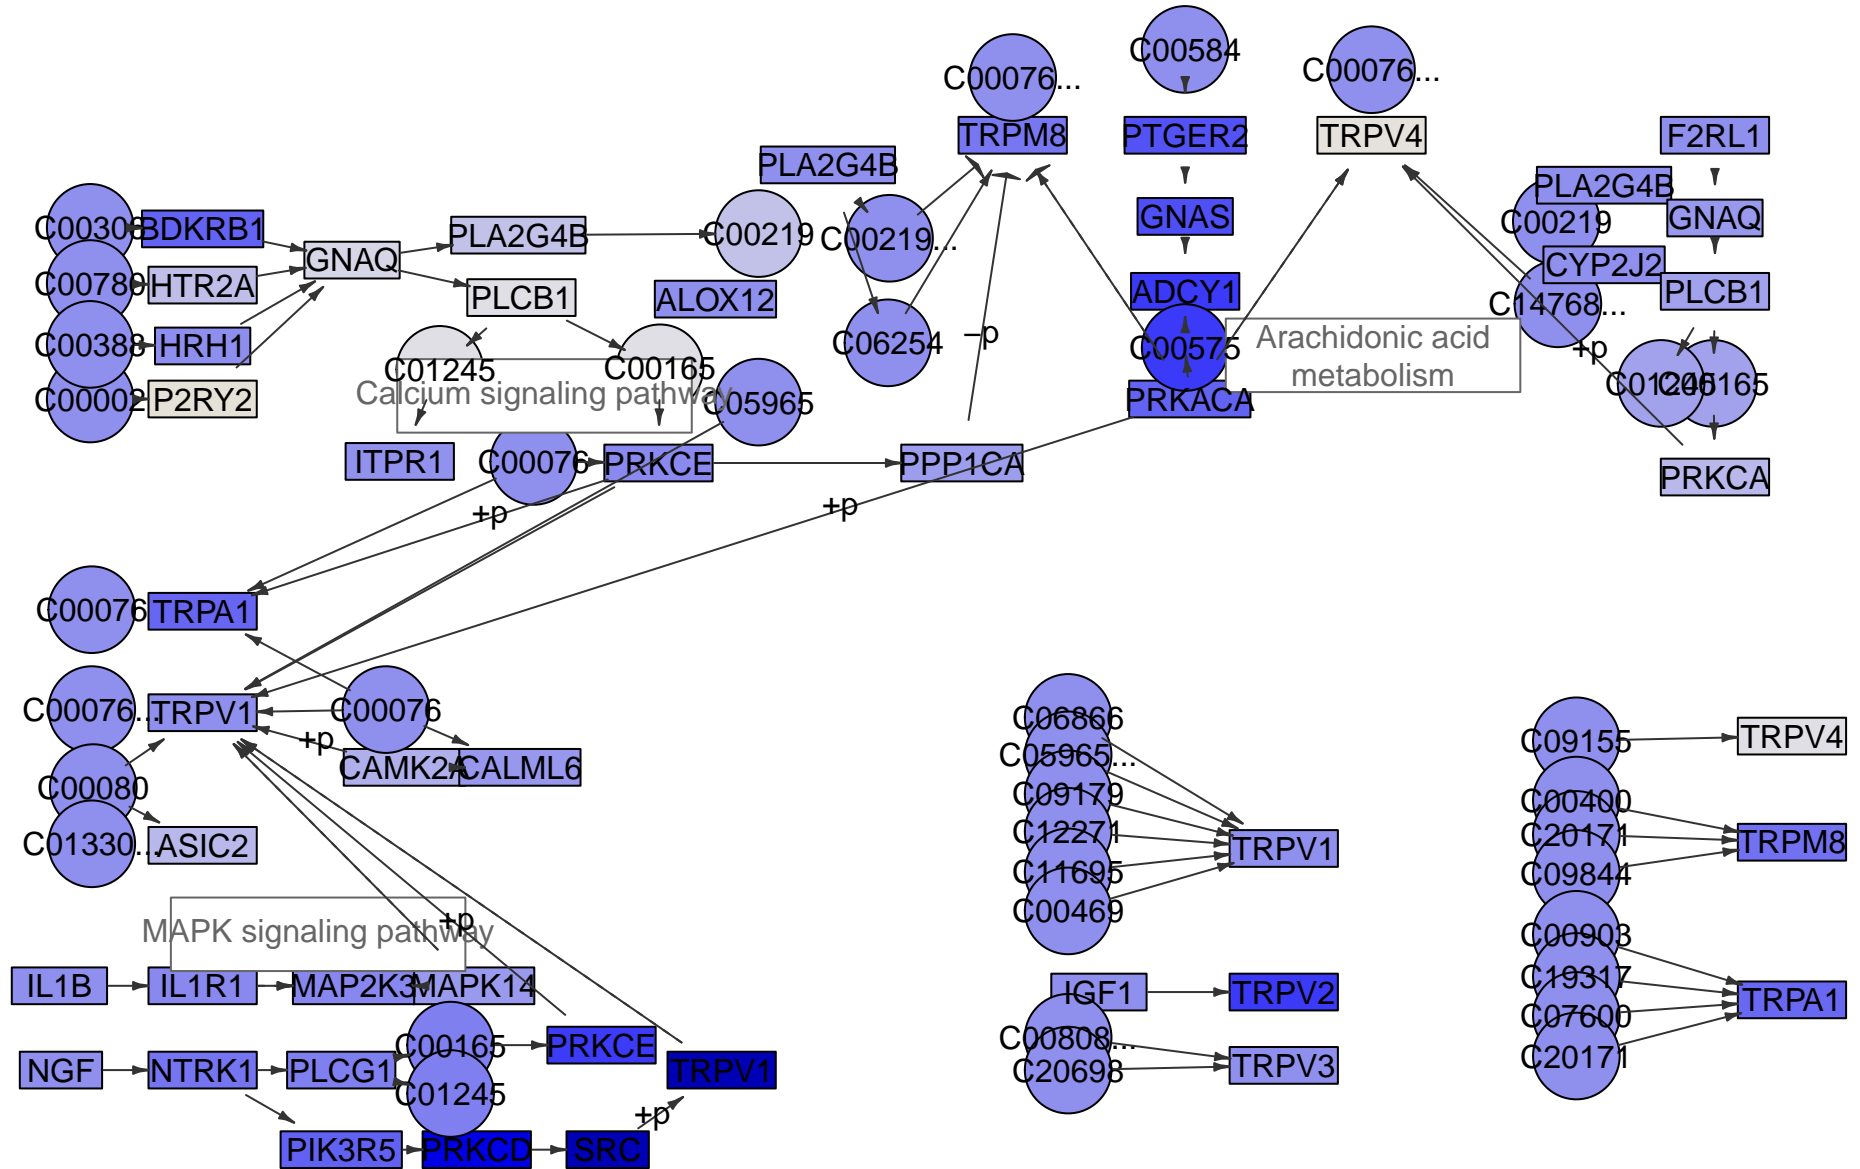 C00584
C00076...
C00076...
TRPM8
PTGER2
TRPV4
F2RL1
PLA2G4B
PLA2G4B
C00219
GNAS
GNAQ
BDKRB1
PLA2G4B
C00219
C00219...
GNAQ
CYP2J2
C00780
HTR2A
PLCB1
ALOX12
ADCY1
C14768...
PLCB1
C00388
HRH1
C06254
–p
C00575
Arachidonic acid
metabolism
+p
C01245
C00165
Calcium signaling pathway
C05965
PRKACA
C00165
C00002
P2RY2
ITPR1
C00076
PRKCE
PPP1CA
PRKCA
+p
+p
C00076
TRPA1
C00076...
TRPV1
C00076
+p
CAMK2A
CALML6
C00080
C01330...
ASIC2
MAPK signaling pathway
+p
IL1B
IL1R1
MAP2K3
MAPK14
C00165
PRKCE
NGF
NTRK1
PLCG1
C01245
TRPV1
+p
PIK3R5
PRKCD
SRC
C06866
C05965...
C09179
C12271
C11695
C00469
TRPV1
IGF1
TRPV2
C00808...
C20698
TRPV3
C09155
TRPV4
C00400
C20171
C09844
TRPM8
C00903
C19317
C07600
C20171
TRPA1